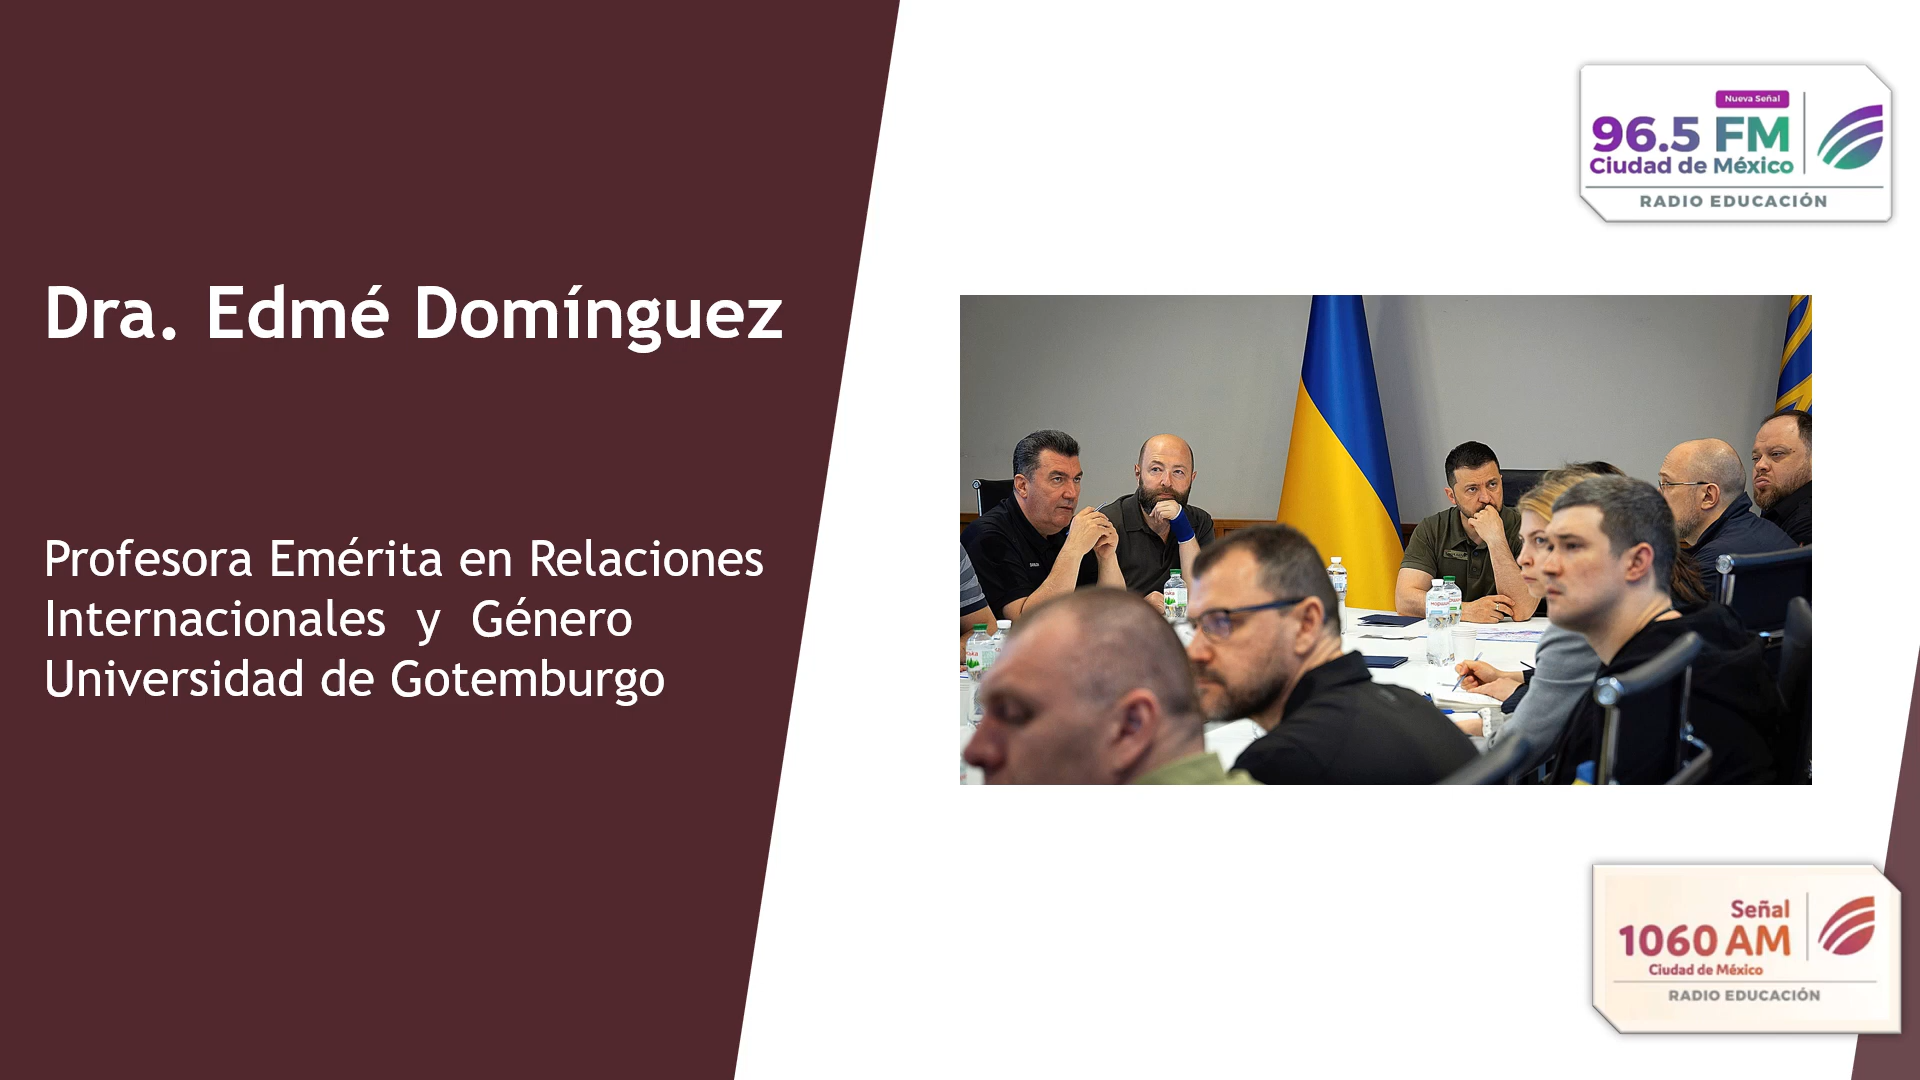 Dra. Edmé Domínguez
Profesora Emérita en Relaciones
Internacionales y Género
Universidad de Gotemburgo
Nueva Señal
96.5 FM
Ciudad de México
RADIO EDUCACIÓN
Señal
1060 AM
Ciudad de México
RADIO EDUCACIÓN